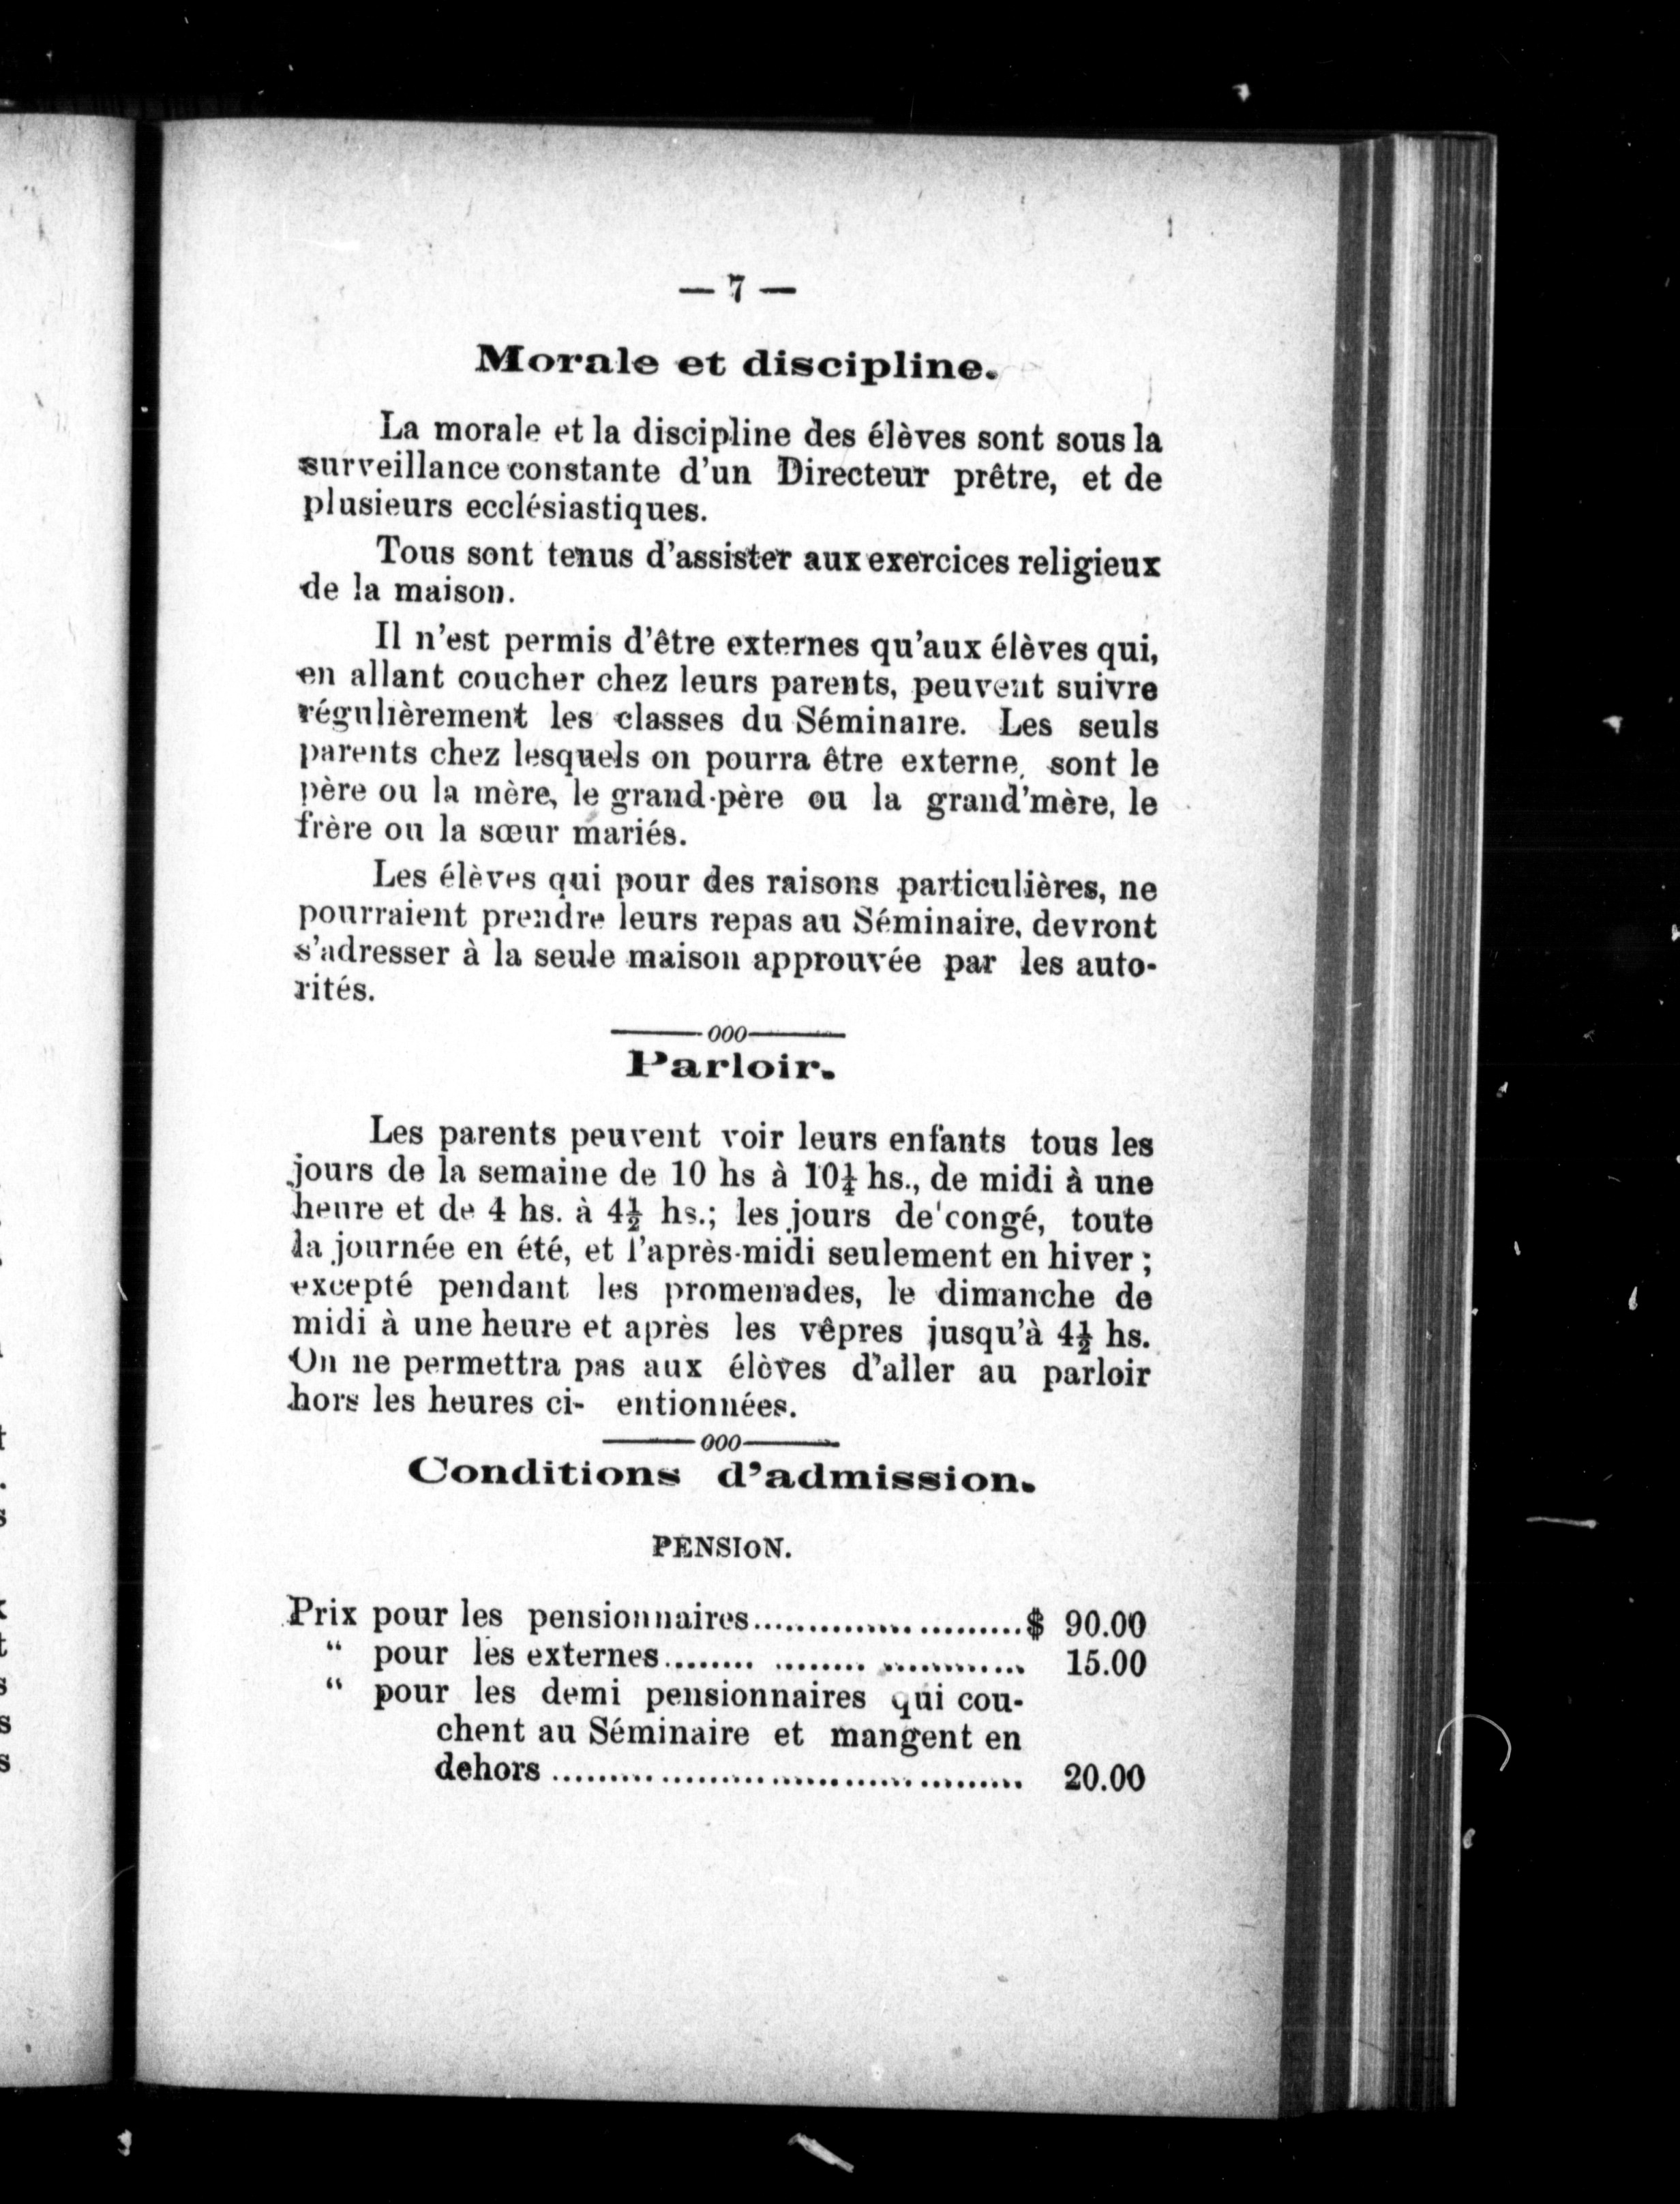 — 7 —
Morale et discipline.
La morale et la discipline des élèves sont sous la
surveillance constante d'un Directeur prêtre, et de
plusieurs ecclésiastiques.
Tous sont tenus d'assister aux exercices religieux
de la maison.
Il n'est permis d'être externes qu'aux élèves qui,
en allant coucher chez leurs parents, peuvent suivre
régulièrement les classes du Séminaire. Les seuls
parents chez lesquels on pourra être externe, sont le
père ou la mère, le grand-père ou la grand'mère, le
frère ou la sœur mariés.
Les élèves qui pour des raisons particulières, ne
pourraient prendre leurs repas au Séminaire, devront
s'adresser à la seule maison approuvée par les auto-
rités.
——000——
Parloir.
Les parents peuvent voir leurs enfants tous les
jours de la semaine de 10 hs à 10¼ hs., de midi à une
heure et de 4 hs. à 4½ hs.; les jours de congé, toute
la journée en été, et l'après-midi seulement en hiver ;
excepté pendant les promenades, le dimanche de
midi à une heure et après les vêpres jusqu'à 4½ hs.
On ne permettra pas aux élèves d'aller au parloir
hors les heures ci- entionnées.
——000——
Conditions d'admission.
PENSION.
Prix pour les pensionnaires........................$ 90.00
" pour les externes.............................. 15.00
" pour les demi pensionnaires qui cou-
chent au Séminaire et mangent en
dehors ........................................ 20.00